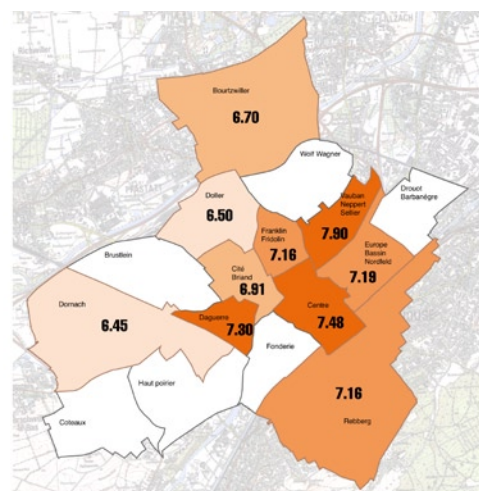 Bourtzwiller
6.70
Wolf Wagner
Doller
6.50
Vauban
Neppert
Sellier
7.90
Drouot
Barbanègre
Franklin
Fridolin
7.16
Europe
Bassin
Nordfeld
7.19
Brustlein
Cité
Briand
6.91
Dornach
6.45
Daguerre
7.30
Centre
7.48
Fonderie
Haut poirier
7.16
Rebberg
Coteaux